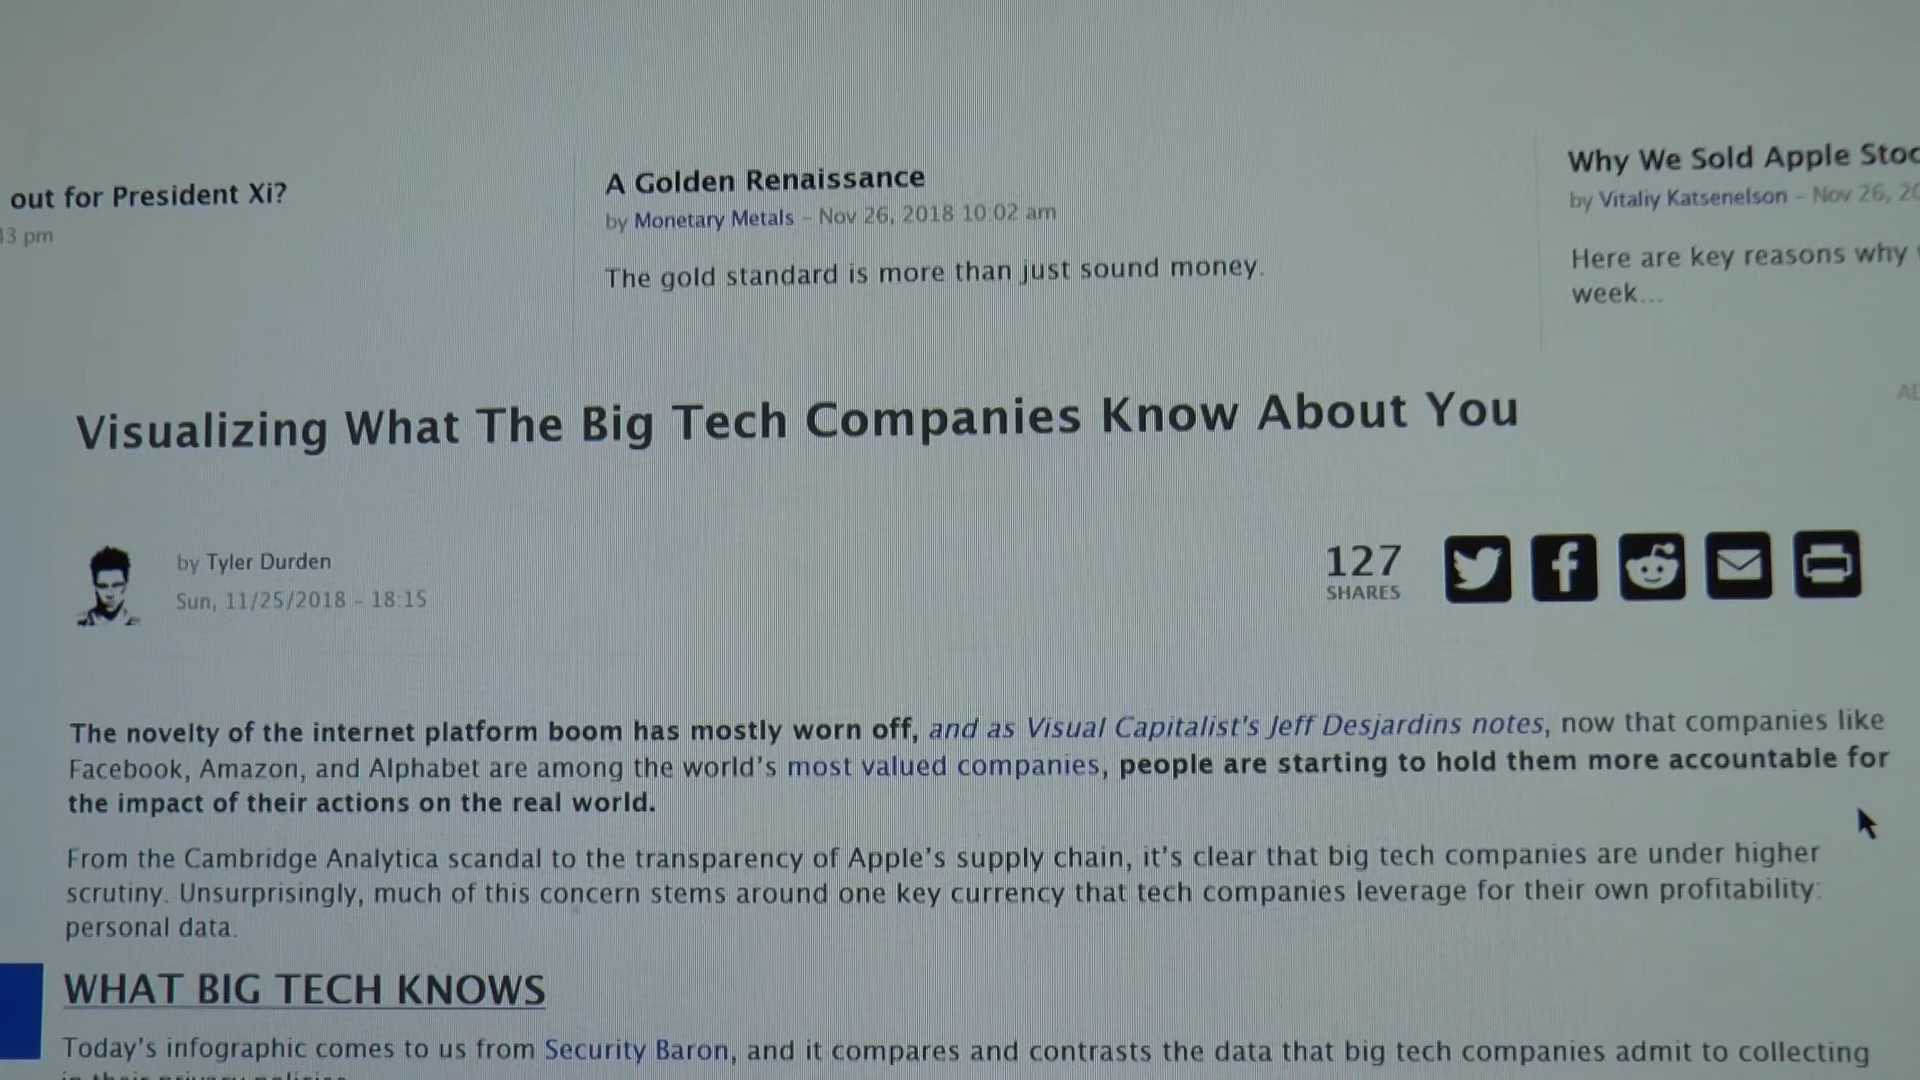 out for President Xi?
43 pm
A Golden Renaissance
by Monetary Metals - Nov 26, 2018 10:02 am
The gold standard is more than just sound money.
Why We Sold Apple Stoc
by Vitaliy Katsenelson - Nov 26, 20
Here are key reasons why
week...
Visualizing What The Big Tech Companies Know About You
by Tyler Durden
Sun, 11/25/2018 - 18:15
127
SHARES
The novelty of the internet platform boom has mostly worn off, and as Visual Capitalist's Jeff Desjardins notes, now that companies like
Facebook, Amazon, and Alphabet are among the world's most valued companies, people are starting to hold them more accountable for
the impact of their actions on the real world.
From the Cambridge Analytica scandal to the transparency of Apple's supply chain, it's clear that big tech companies are under higher
scrutiny. Unsurprisingly, much of this concern stems around one key currency that tech companies leverage for their own profitability:
personal data.
WHAT BIG TECH KNOWS
Today's infographic comes to us from Security Baron, and it compares and contrasts the data that big tech companies admit to collecting